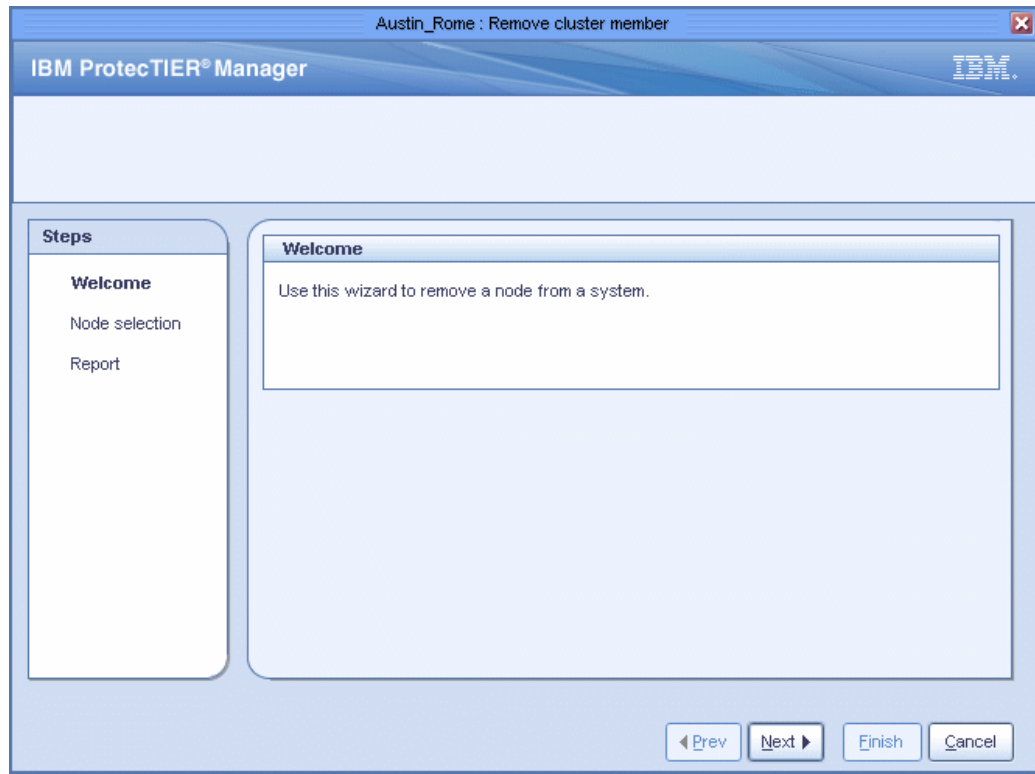 Austin_Rome : Remove cluster member
IBM ProtecTIER® Manager
IBM.
Steps
Welcome
Node selection
Report
Welcome
Use this wizard to remove a node from a system.
Prev
Next
Finish
Cancel